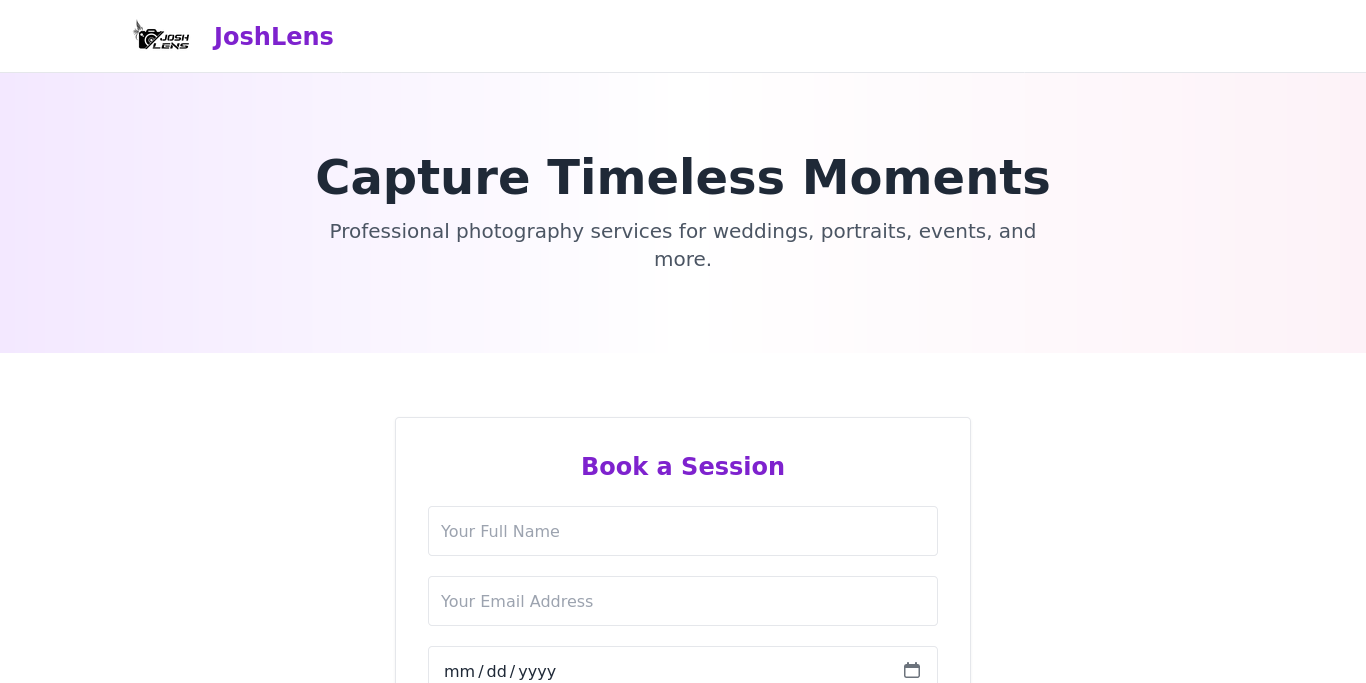 JOSH
LENS
JoshLens
Capture Timeless Moments
Professional photography services for weddings, portraits, events, and
more.
Book a Session
Your Full Name
Your Email Address
mm/dd/yyyy